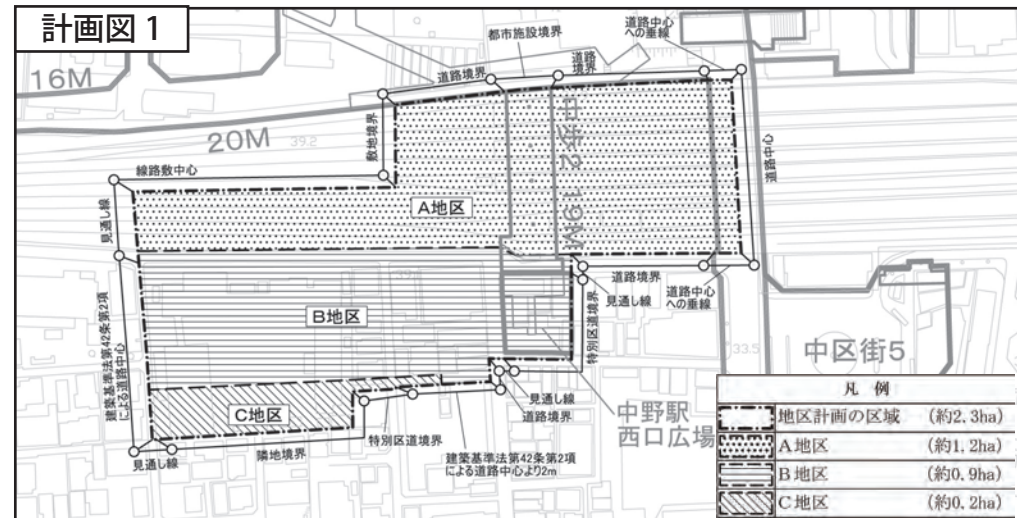 計画図 1
都市施設境界
道路中心
への垂線
16M
道路境界
道路
境界
20M
39.2
敷地境界
中歩2 19M
道路中心
線路敷中心
見通し線
A地区
道路境界
見通し線
道路中心
への垂線
建築基準法第42条第2項
による道路中心
B地区
特別区道境界
33.5
中区街5
C地区
見通し線
道路境界
中野駅
西口広場
特別区道境界
見通し線
隣地境界
建築基準法第42条第2項
による道路中心より2m
凡 例
地区計画の区域 (約2.3ha)
A地区 (約1.2ha)
B地区 (約0.9ha)
C地区 (約0.2ha)